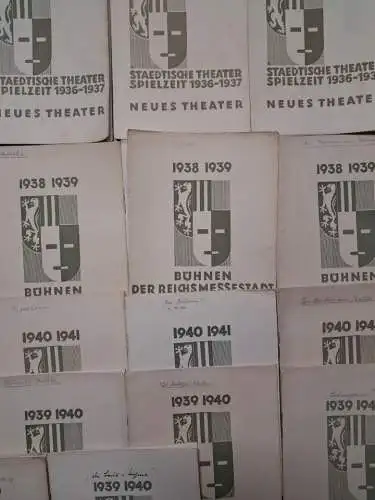 STAEDTISCHE THEATER
SPIELZEIT 1936-1937
NEUES THEATER
STAEDTISCHE THEATER
SPIELZEIT 1936-1937
NEUES THEATER
STAEDTISCHE THEATER
SPIELZEIT 1936-1937
NEUES THEATER
1938 1939
BÜHNEN
1938 1939
BÜHNEN
DER REICHSMESSESTADT
1938 1939
BÜHNEN
1940 1941
1940 1941
1940 1941
1939 1940
1939 1940
1939 1940
1939 1940